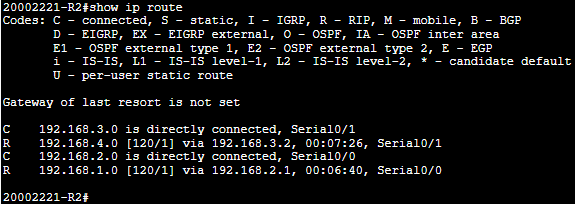 20002221-R2#show ip route
Codes: C - connected, S - static, I - IGRP, R - RIP, M - mobile, B - BGP
D - EIGRP, EX - EIGRP external, O - OSPF, IA - OSPF inter area
E1 - OSPF external type 1, E2 - OSPF external type 2, E - EGP
i - IS-IS, L1 - IS-IS level-1, L2 - IS-IS level-2, * - candidate default
U - per-user static route
Gateway of last resort is not set
C 192.168.3.0 is directly connected, Serial0/1
R 192.168.4.0 [120/1] via 192.168.3.2, 00:07:26, Serial0/1
C 192.168.2.0 is directly connected, Serial0/0
R 192.168.1.0 [120/1] via 192.168.2.1, 00:06:40, Serial0/0
20002221-R2#